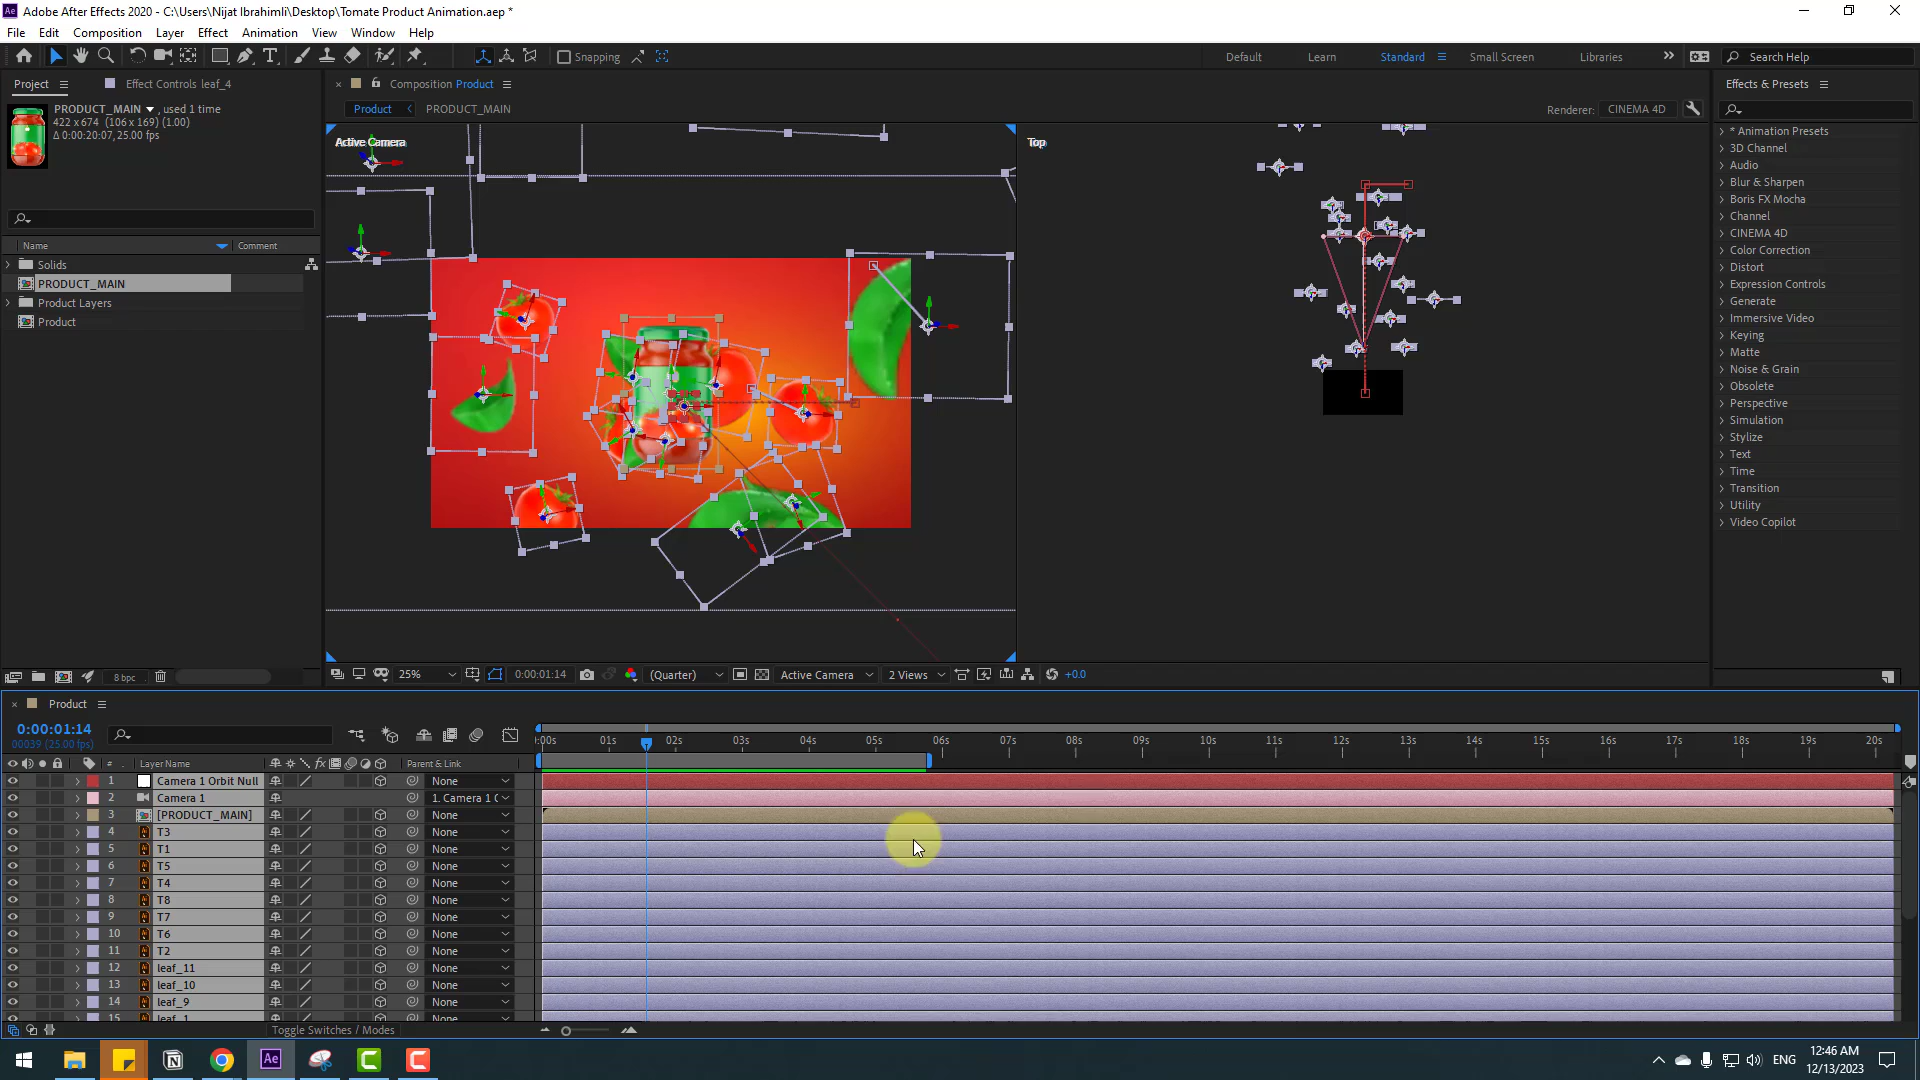 Adobe After Effects 2020 - C:\Users\Nijat Ibrahimli\Desktop\Tomate Product Animation.aep *
File Edit Composition Layer Effect Animation View Window Help
Snapping
Default Learn Standard Small Screen Libraries Search Help
Project Effect Controls leaf_4
Composition Product
Effects & Presets
PRODUCT_MAIN , used 1 time
422 x 674 (106 x 169) (1.00)
Δ 0:00:20:07, 25.00 fps
Product PRODUCT_MAIN
Renderer: CINEMA 4D
Active Camera
Top
Name Comment
Solids
PRODUCT_MAIN
Product Layers
Product
* Animation Presets
3D Channel
Audio
Blur & Sharpen
Boris FX Mocha
Channel
CINEMA 4D
Color Correction
Distort
Expression Controls
Generate
Immersive Video
Keying
Matte
Noise & Grain
Obsolete
Perspective
Simulation
Stylize
Text
Time
Transition
Utility
Video Copilot
8 bpc
25% 0:00:01:14 (Quarter) Active Camera 2 Views +0.0
Product
0:00:01:14
00039 (25.00 fps)
:00s 01s 02s 03s 04s 05s 06s 07s 08s 09s 10s 11s 12s 13s 14s 15s 16s 17s 18s 19s 20s
# Layer Name fx Parent & Link
1 Camera 1 Orbit Null None
2 Camera 1 1. Camera 1 O
3 [PRODUCT_MAIN] None
4 T3 None
5 T1 None
6 T5 None
7 T4 None
8 T8 None
9 T7 None
10 T6 None
11 T2 None
12 leaf_11 None
13 leaf_10 None
14 leaf_9 None
15 leaf_1 None
Toggle Switches / Modes
ENG
12:46 AM
12/13/2023